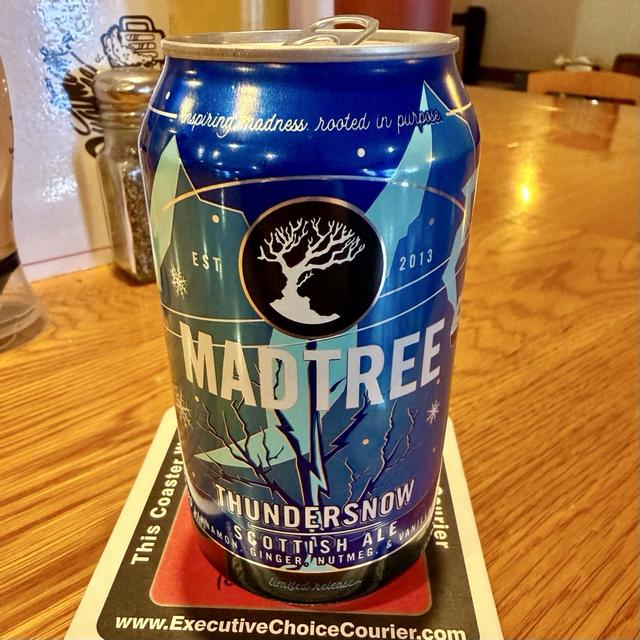 inspiring madness rooted in purpose
EST 2013
MADTREE
THUNDERSNOW
SCOTTISH ALE
CINNAMON, GINGER, NUTMEG, & VANILLA
limited release
This Coaster
Courier
www.ExecutiveChoiceCourier.com